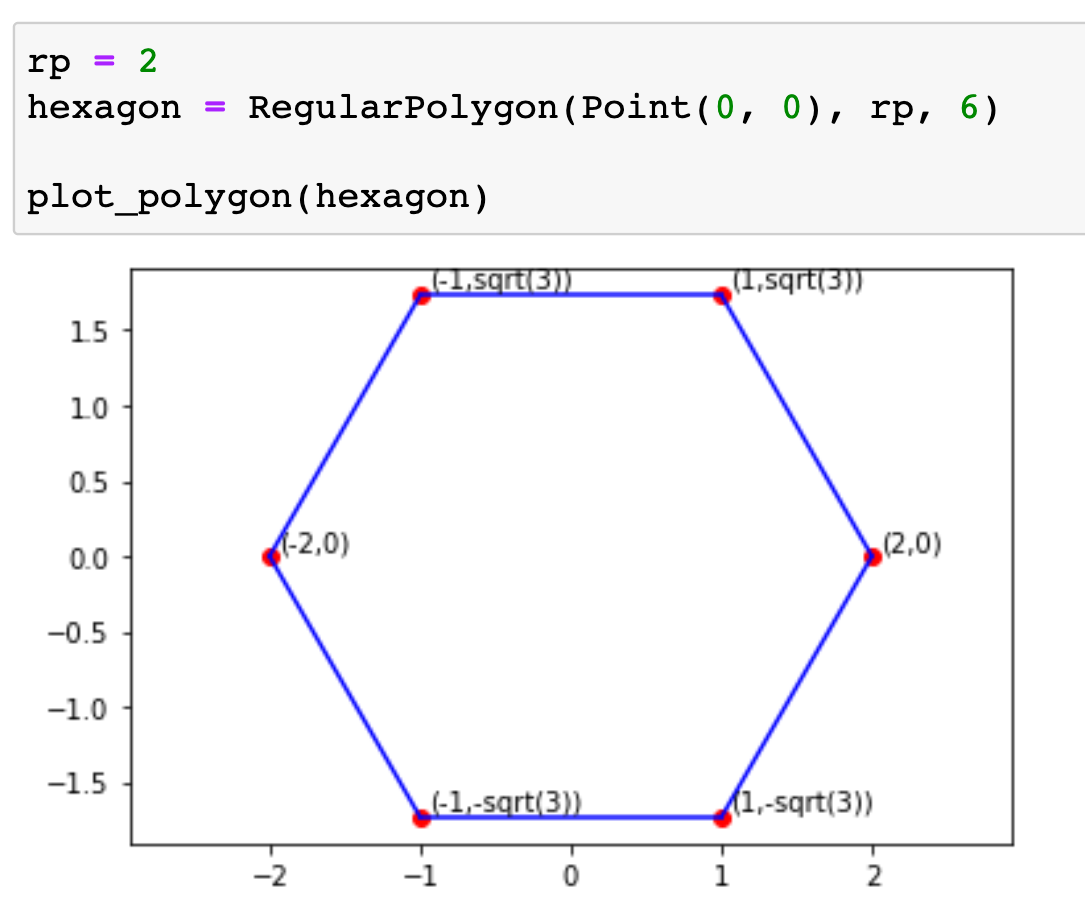 rp = 2
hexagon = RegularPolygon(Point(0, 0), rp, 6)
plot_polygon(hexagon)
(-1,sqrt(3))
(1,sqrt(3))
1.5
1.0
0.5
(-2,0)
(2,0)
0.0
−0.5
−1.0
−1.5
(-1,-sqrt(3))
(1,-sqrt(3))
−2
−1
0
1
2